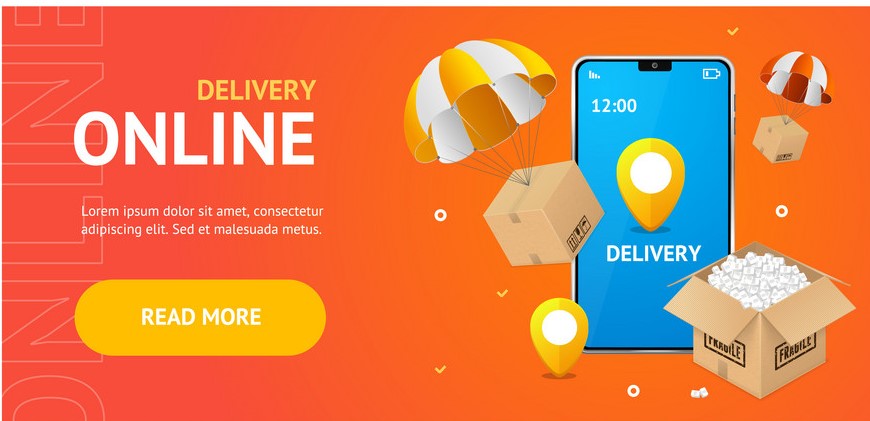 ONLINE
DELIVERY
ONLINE
Lorem ipsum dolor sit amet, consectetur
adipiscing elit. Sed et malesuada metus.
READ MORE
12:00
DELIVERY
FRAGILE
FRAGILE